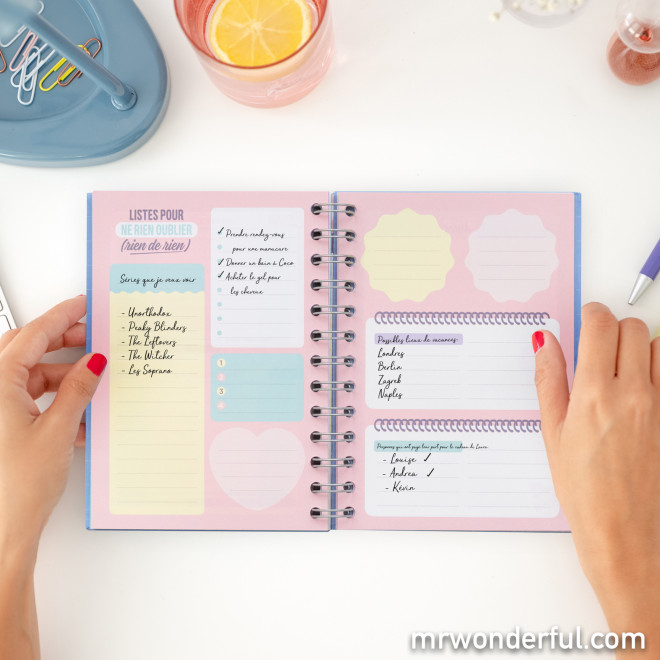 LISTES POUR
NE RIEN OUBLIER
(rien de rien)
Séries que je veux voir
- Unorthodox
- Peaky Blinders
- The Leftovers
- The Witcher
- Les Soprano
✓ Prendre rendez-vous
pour une manucure
✓ Donner un bain à Coco
✓ Acheter le gel pour
les cheveux
1
2
3
4
Possibles lieux de vacances:
Londres
Berlin
Zagreb
Naples
Personnes qui ont payé leur part pour le cadeau de Laura
- Louise ✓
- Andrea ✓
- Kévin
mrwonderful.com